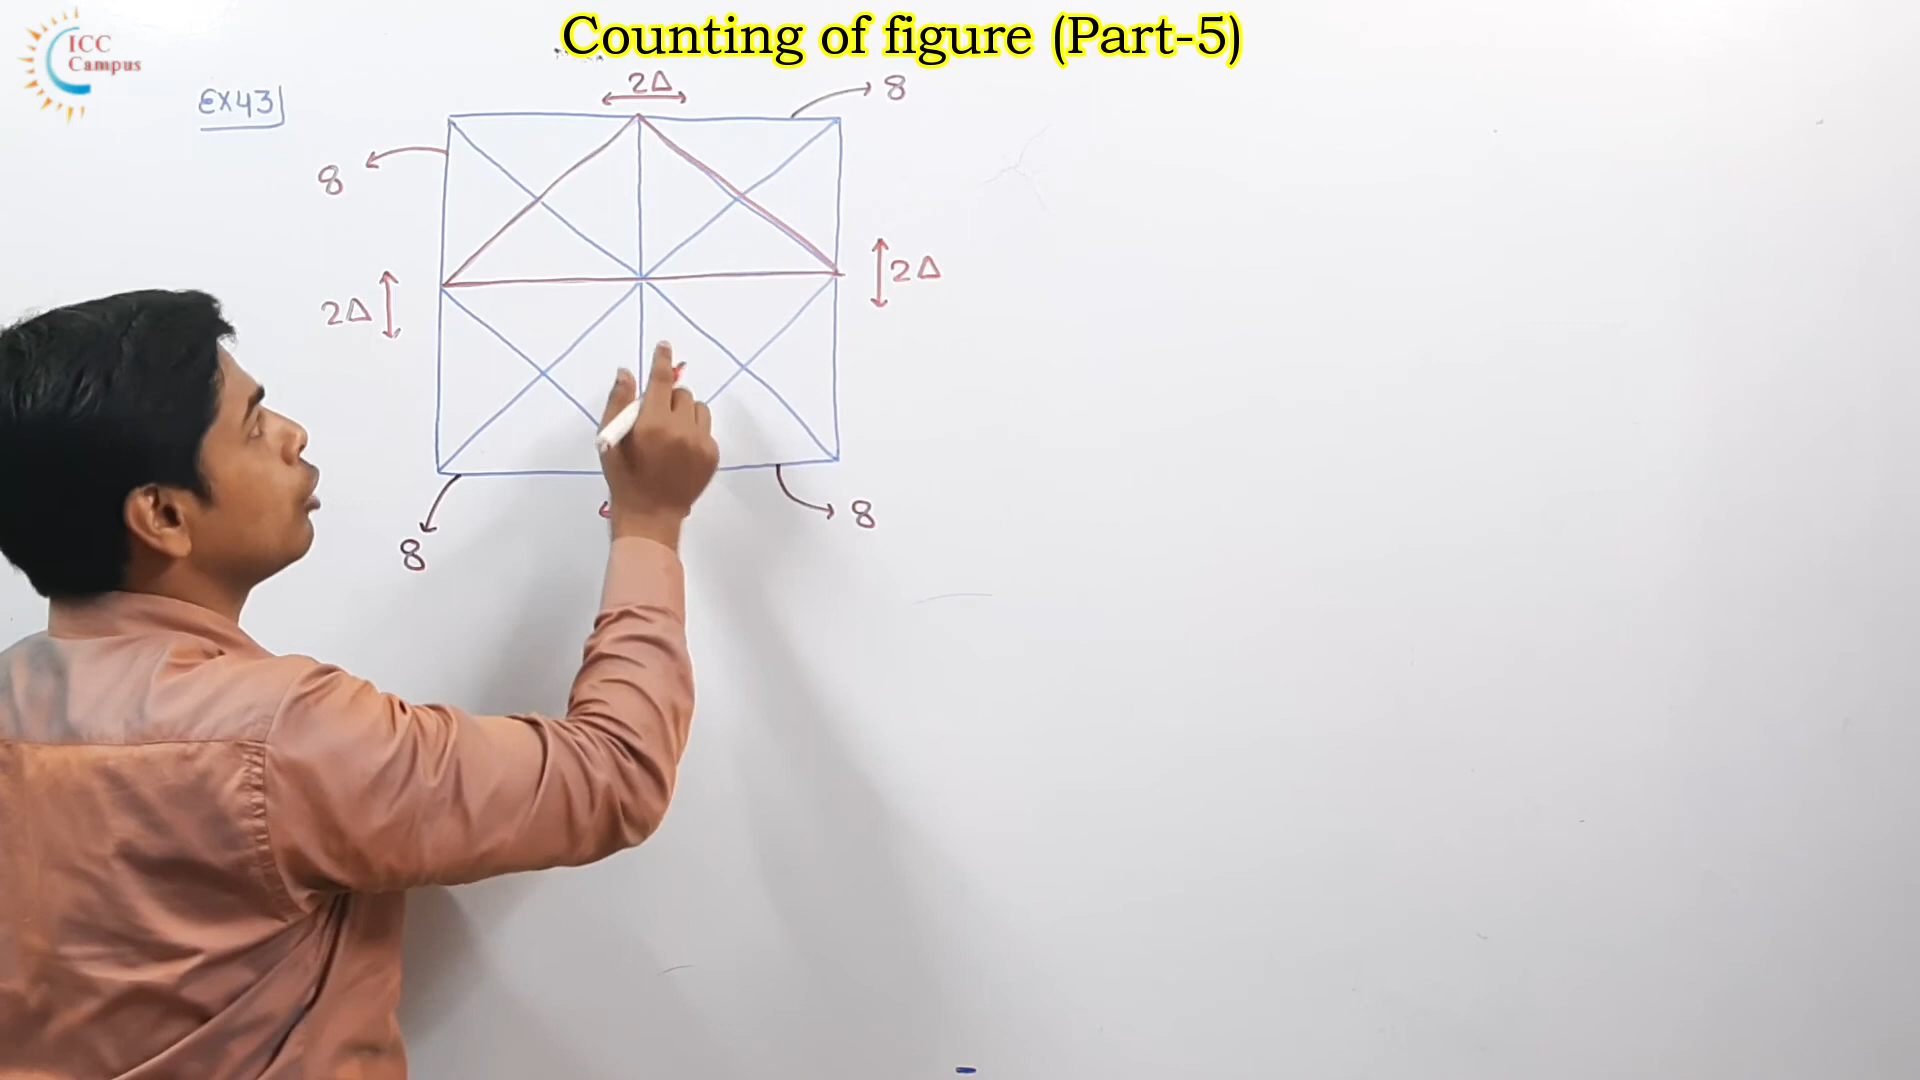 Counting of figure (Part-5)
ICC
Campus
EX43
2Δ
8
8
2Δ
2Δ
8
8